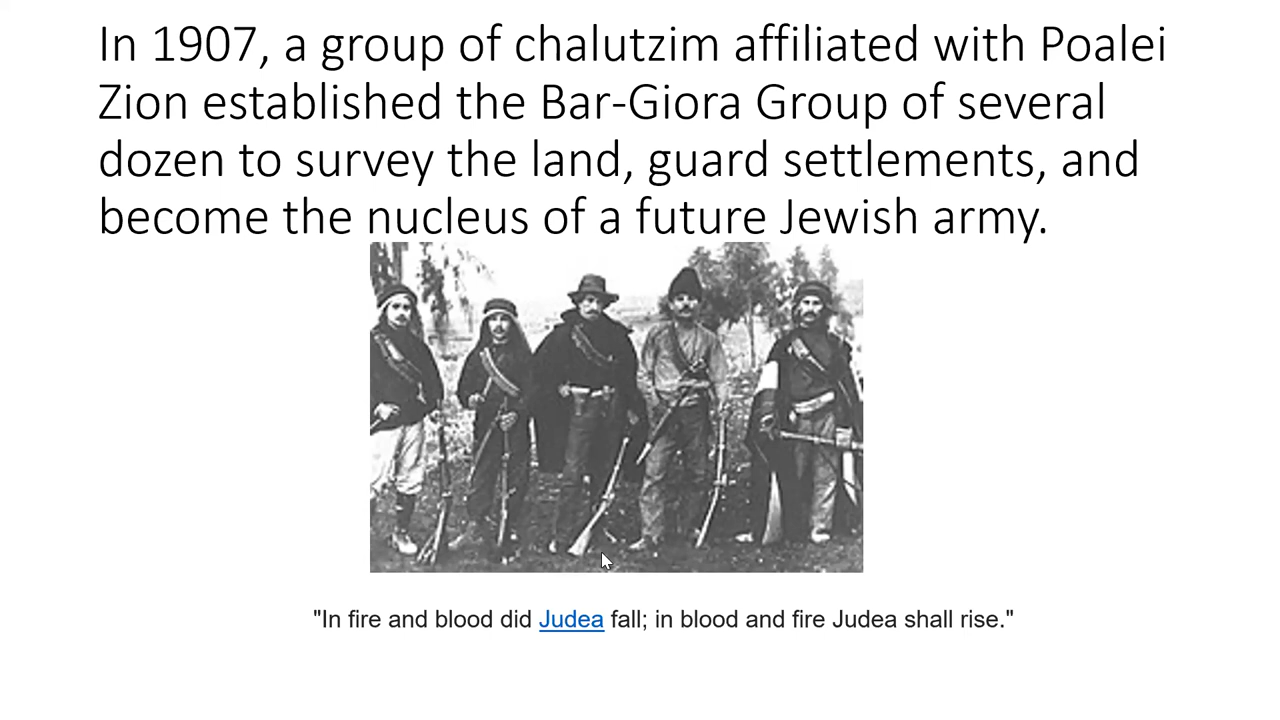 In 1907, a group of chalutzim affiliated with Poalei
Zion established the Bar-Giora Group of several
dozen to survey the land, guard settlements, and
become the nucleus of a future Jewish army.
"In fire and blood did Judea fall; in blood and fire Judea shall rise."